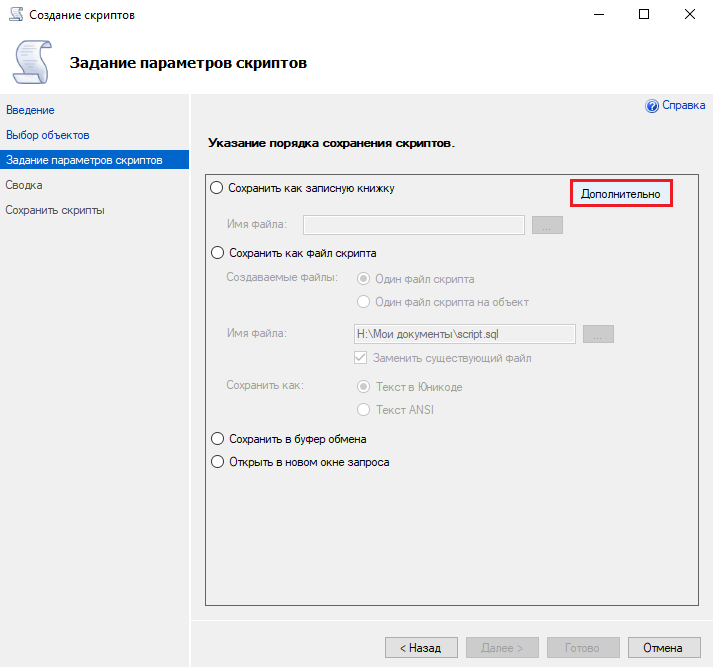 Создание скриптов
Задание параметров скриптов
Введение
Выбор объектов
Задание параметров скриптов
Сводка
Сохранить скрипты
Справка
Указание порядка сохранения скриптов.
Сохранить как записную книжку
Дополнительно
Имя файла:
...
Сохранить как файл скрипта
Создаваемые файлы:
Один файл скрипта
Один файл скрипта на объект
Имя файла:
H:\Мои документы\script.sql
...
Заменить существующий файл
Сохранить как:
Текст в Юникоде
Текст ANSI
Сохранить в буфер обмена
Открыть в новом окне запроса
< Назад
Далее >
Готово
Отмена